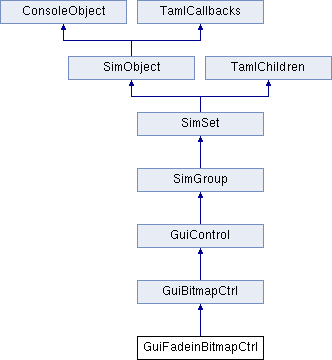 ConsoleObject TamlCallbacks
SimObject TamlChildren
SimSet
SimGroup
GuiControl
GuiBitmapCtrl
GuiFadeinBitmapCtrl